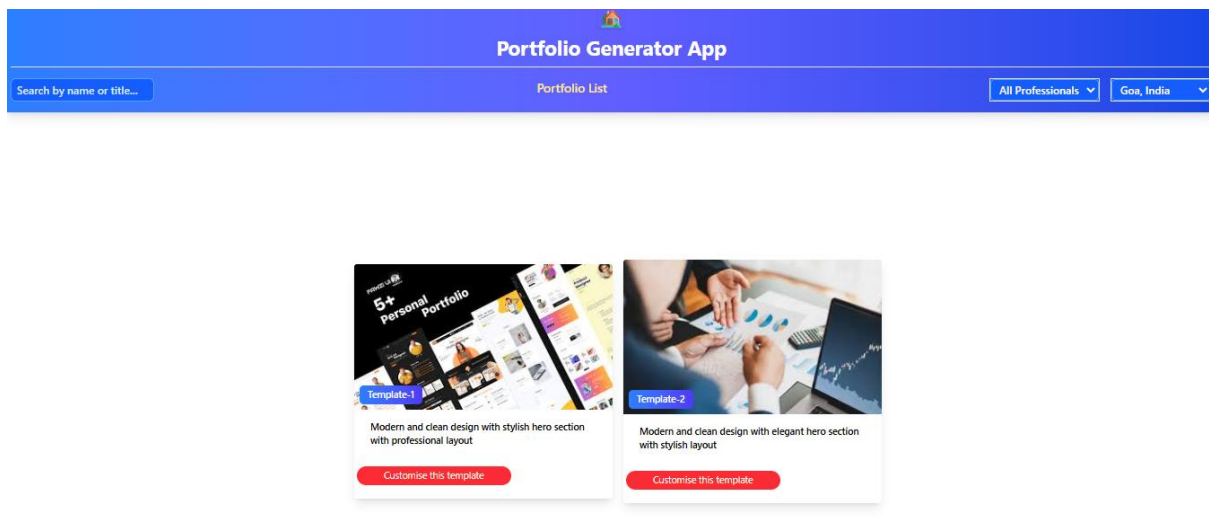 Portfolio Generator App
Search by name or title...
Portfolio List
All Professionals
Goa, India
5+
Personal Portfolio
Template-1
Modern and clean design with stylish hero section
with professional layout
Customise this template
Template-2
Modern and clean design with elegant hero section
with stylish layout
Customise this template